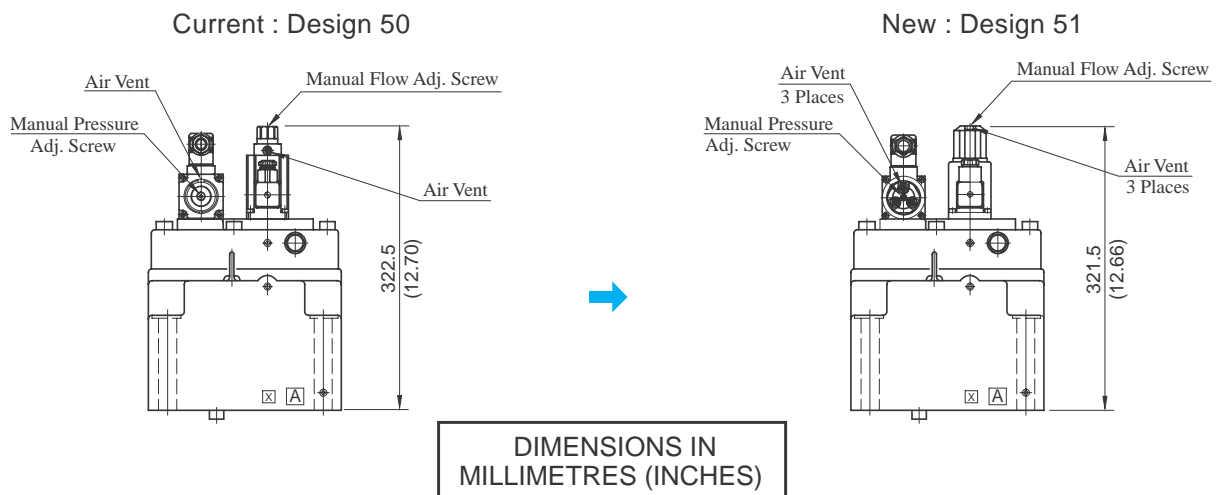 Current : Design 50
Air Vent
Manual Flow Adj. Screw
Manual Pressure
Adj. Screw
Air Vent
322.5
(12.70)
X A
New : Design 51
Air Vent
3 Places
Manual Flow Adj. Screw
Manual Pressure
Adj. Screw
Air Vent
3 Places
321.5
(12.66)
X A
DIMENSIONS IN
MILLIMETRES (INCHES)